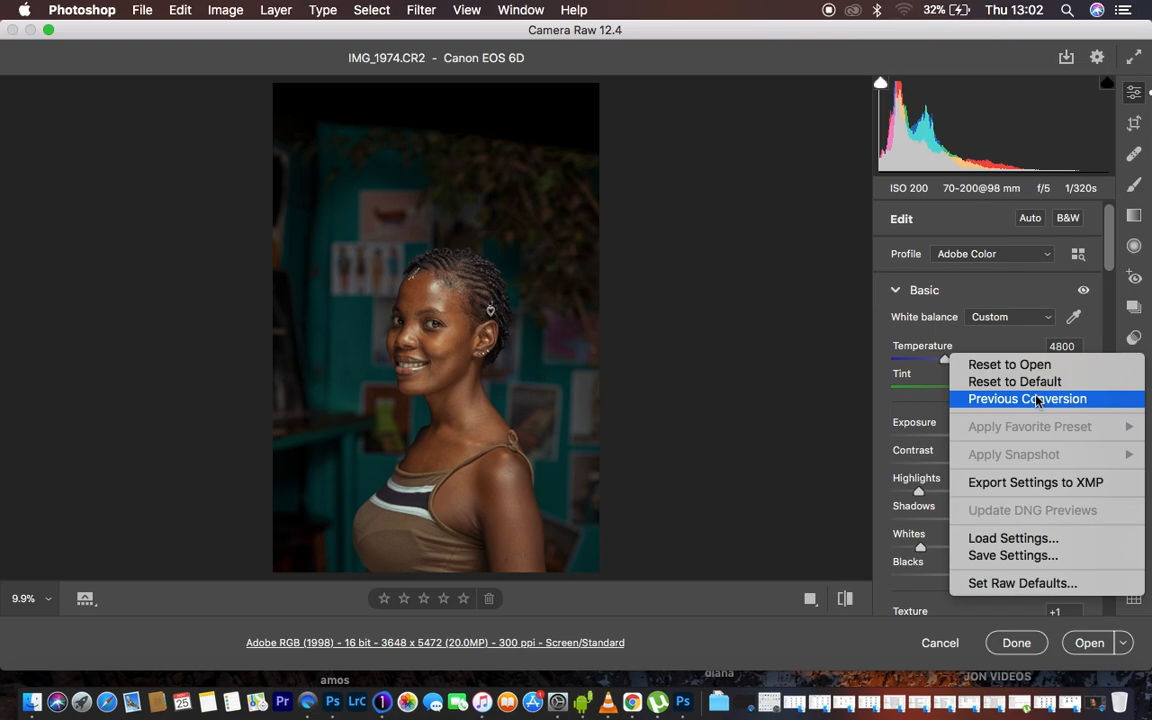 Photoshop File Edit Image Layer Type Select Filter View Window Help 32% Thu 13:02
Camera Raw 12.4
IMG_1974.CR2 - Canon EOS 6D
ISO 200 70-200@98 mm f/5 1/320s
Edit Auto B&W
Profile Adobe Color
Basic
White balance Custom
Temperature 4800
Tint
Exposure
Contrast
Highlights
Shadows
Whites
Blacks
Texture +1
Reset to Open
Reset to Default
Previous Conversion
Apply Favorite Preset
Apply Snapshot
Export Settings to XMP
Update DNG Previews
Load Settings...
Save Settings...
Set Raw Defaults...
9.9%
Adobe RGB (1998) - 16 bit - 3648 x 5472 (20.0MP) - 300 ppi - Screen/Standard
Cancel Done Open
amos diana JON VIDEOS
25 Pr Ps LrC Ps